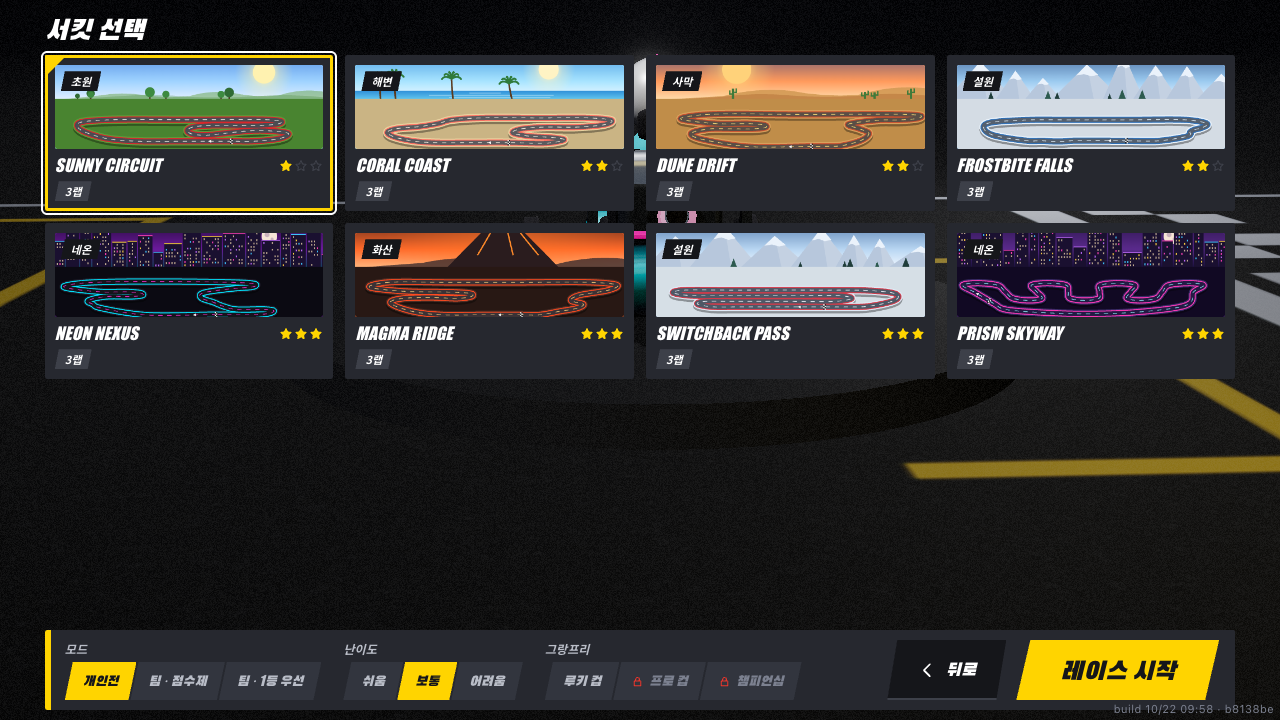 서킷 선택
초원
해변
사막
설원
SUNNY CIRCUIT
CORAL COAST
DUNE DRIFT
FROSTBITE FALLS
3랩
3랩
3랩
3랩
네온
화산
설원
네온
NEON NEXUS
MAGMA RIDGE
SWITCHBACK PASS
PRISM SKYWAY
3랩
3랩
3랩
3랩
모드
난이도
그랑프리
개인전
팀 · 점수제
팀 · 1등 우선
쉬움
보통
어려움
루키 컵
프로 컵
챔피언십
뒤로
레이스 시작
build 10/22 09:58 · b8138be